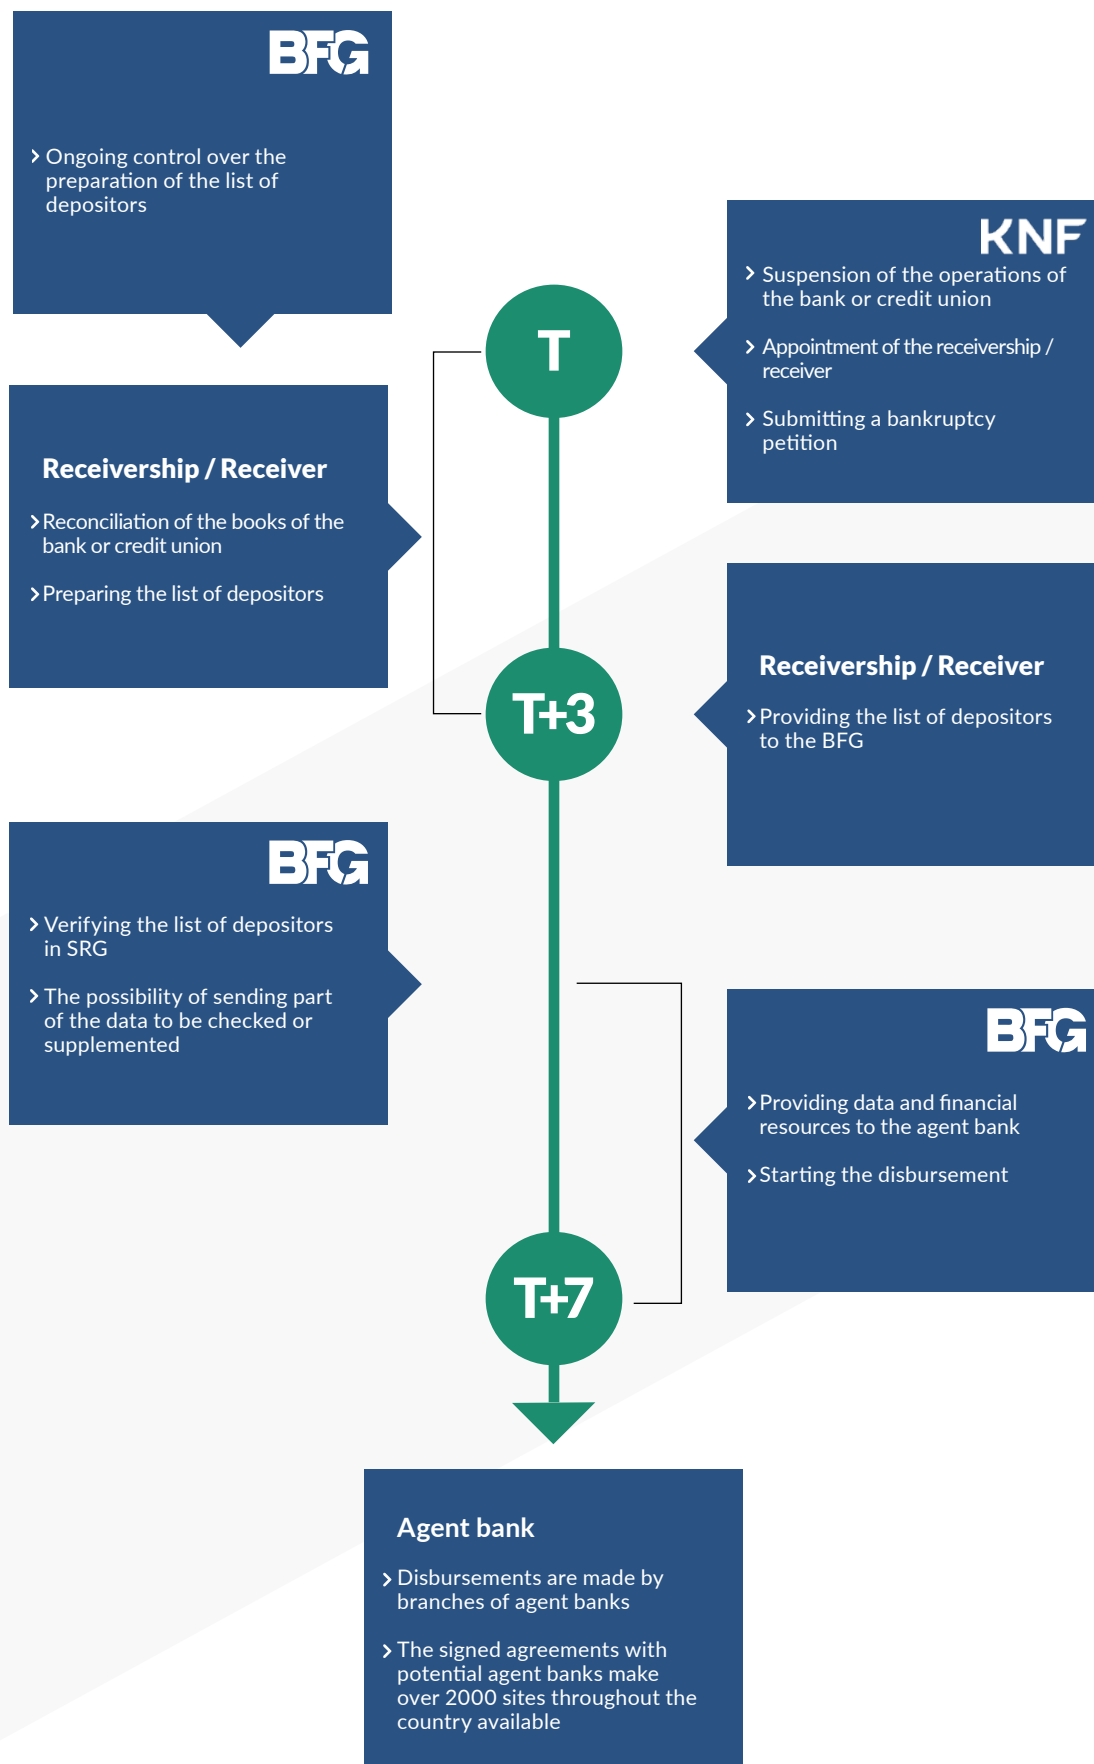 BFG
Ongoing control over the
preparation of the list of
depositors
KNF
Suspension of the operations of
the bank or credit union
Appointment of the receivership /
receiver
Submitting a bankruptcy
petition
T
Receivership / Receiver
Reconciliation of the books of the
bank or credit union
Preparing the list of depositors
T+3
Receivership / Receiver
Providing the list of depositors
to the BFG
BFG
Verifying the list of depositors
in SRG
The possibility of sending part
of the data to be checked or
supplemented
BFG
Providing data and financial
resources to the agent bank
Starting the disbursement
T+7
Agent bank
Disbursements are made by
branches of agent banks
The signed agreements with
potential agent banks make
over 2000 sites throughout the
country available